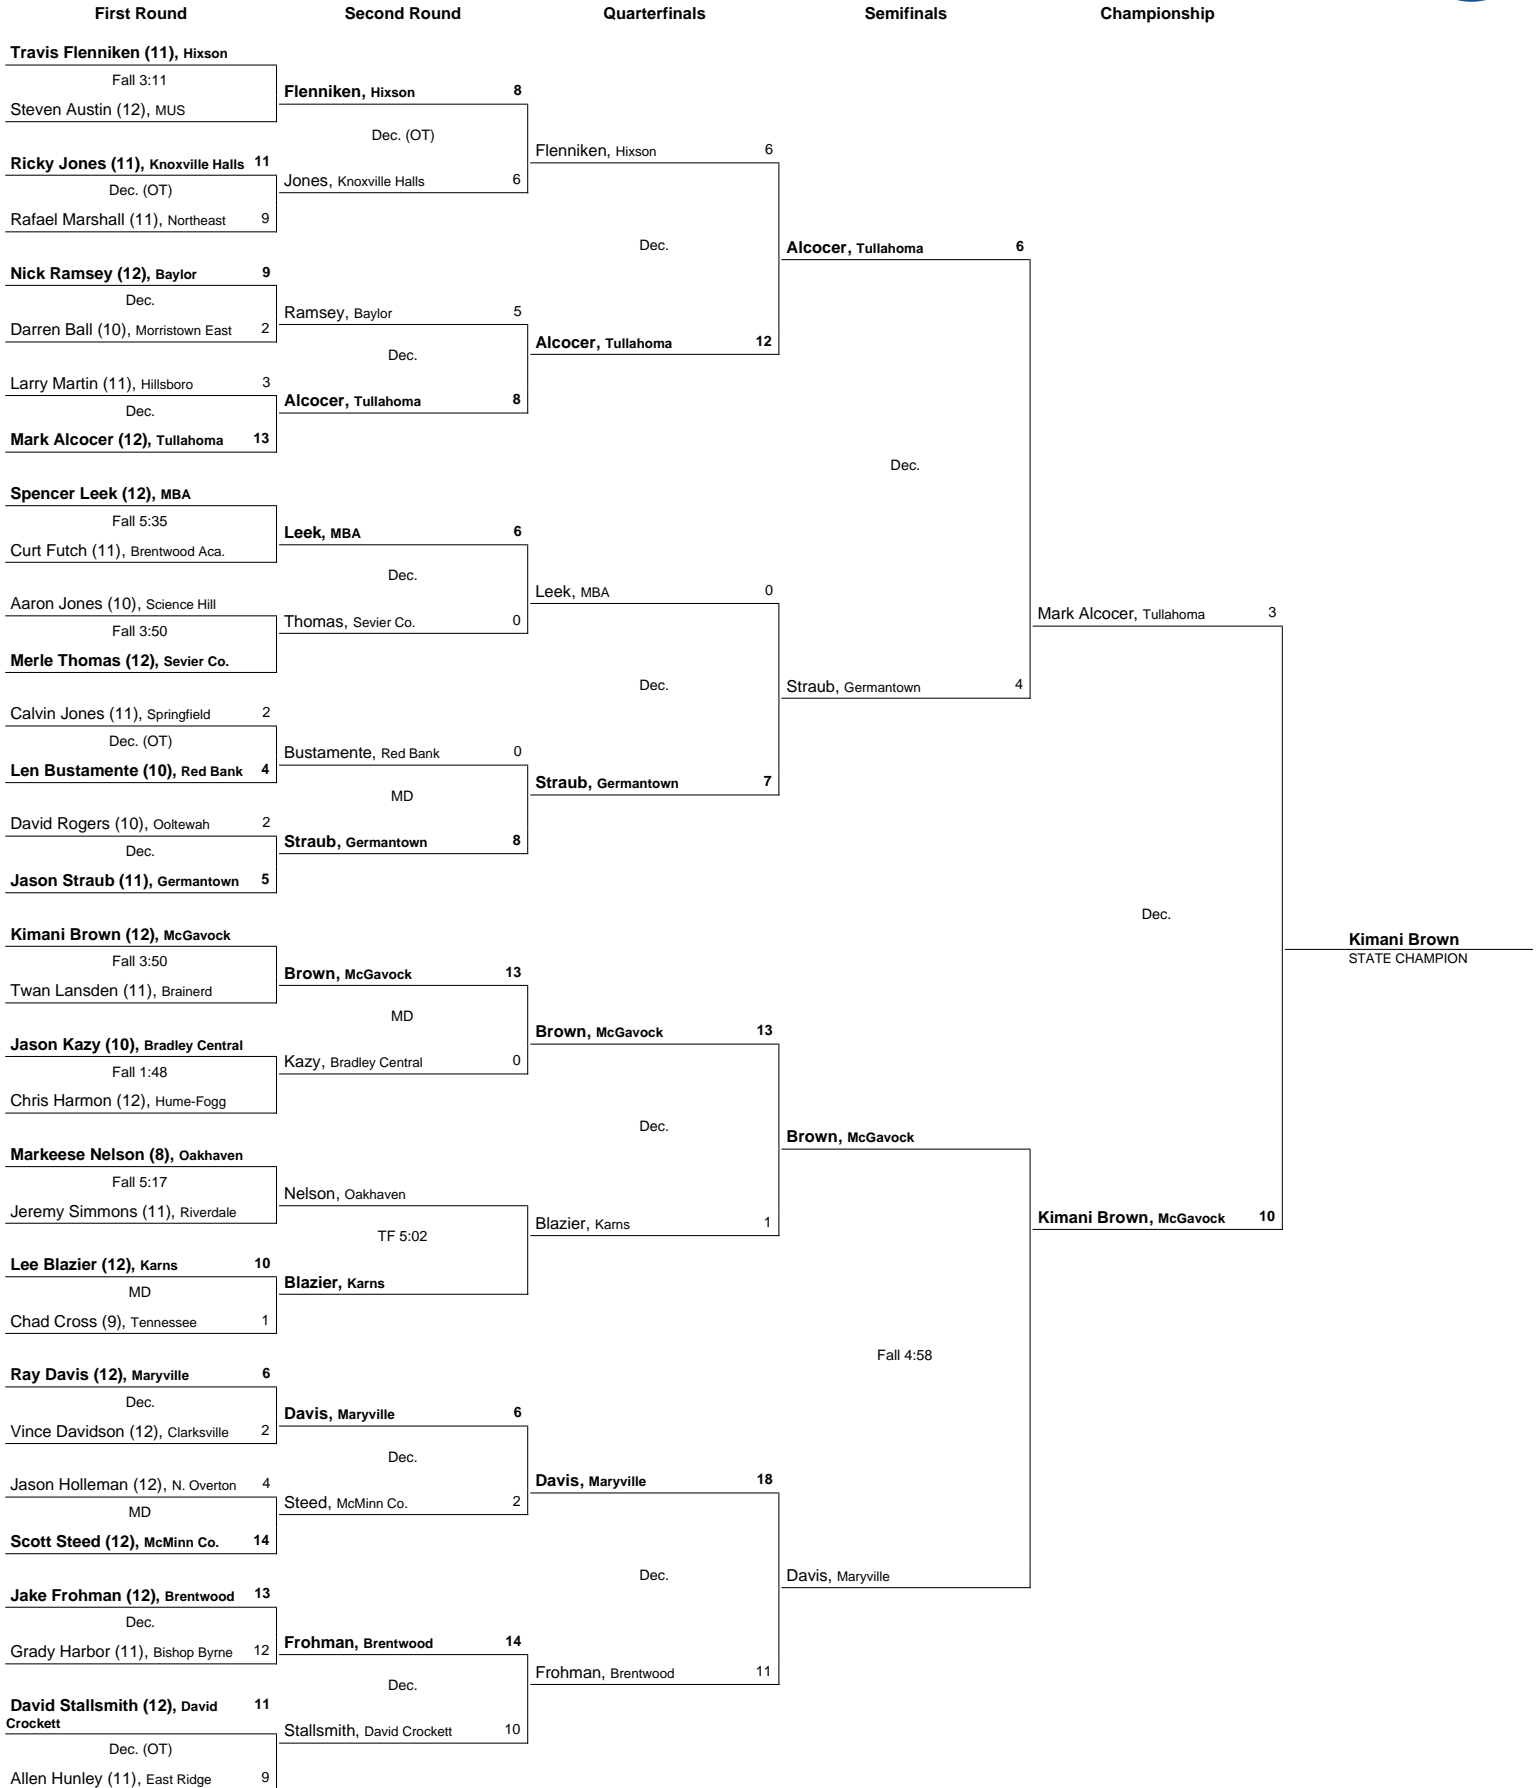 First Round Second Round Quarterfinals Semifinals Championship
Travis Flenniken (11), Hixson
Fall 3:11
Steven Austin (12), MUS
Ricky Jones (11), Knoxville Halls 11
Dec. (OT)
Rafael Marshall (11), Northeast 9
Nick Ramsey (12), Baylor 9
Dec.
Darren Ball (10), Morristown East 2
Larry Martin (11), Hillsboro 3
Dec.
Mark Alcocer (12), Tullahoma 13
Spencer Leek (12), MBA
Fall 5:35
Curt Futch (11), Brentwood Aca.
Aaron Jones (10), Science Hill
Fall 3:50
Merle Thomas (12), Sevier Co.
Calvin Jones (11), Springfield 2
Dec. (OT)
Len Bustamente (10), Red Bank 4
David Rogers (10), Ooltewah 2
Dec.
Jason Straub (11), Germantown 5
Kimani Brown (12), McGavock
Fall 3:50
Twan Lansden (11), Brainerd
Jason Kazy (10), Bradley Central
Fall 1:48
Chris Harmon (12), Hume-Fogg
Markeese Nelson (8), Oakhaven
Fall 5:17
Jeremy Simmons (11), Riverdale
Lee Blazier (12), Karns 10
MD
Chad Cross (9), Tennessee 1
Ray Davis (12), Maryville 6
Dec.
Vince Davidson (12), Clarksville 2
Jason Holleman (12), N. Overton 4
MD
Scott Steed (12), McMinn Co. 14
Jake Frohman (12), Brentwood 13
Dec.
Grady Harbor (11), Bishop Byrne 12
David Stallsmith (12), David 11
Crockett
Dec. (OT)
Allen Hunley (11), East Ridge 9
Flenniken, Hixson 8
Dec. (OT)
Jones, Knoxville Halls 6
Ramsey, Baylor 5
Dec.
Alcocer, Tullahoma 8
Leek, MBA 6
Dec.
Thomas, Sevier Co. 0
Bustamente, Red Bank 0
MD
Straub, Germantown 8
Brown, McGavock 13
MD
Kazy, Bradley Central 0
Nelson, Oakhaven
TF 5:02
Blazier, Karns
Davis, Maryville 6
Dec.
Steed, McMinn Co. 2
Frohman, Brentwood 14
Dec.
Stallsmith, David Crockett 10
Flenniken, Hixson 6
Dec.
Alcocer, Tullahoma 12
Leek, MBA 0
Dec.
Straub, Germantown 7
Brown, McGavock 13
Dec.
Blazier, Karns 1
Davis, Maryville 18
Dec.
Frohman, Brentwood 11
Alcocer, Tullahoma 6
Dec.
Straub, Germantown 4
Brown, McGavock
Fall 4:58
Davis, Maryville
Mark Alcocer, Tullahoma 3
Dec.
Kimani Brown, McGavock 10
Kimani Brown
STATE CHAMPION